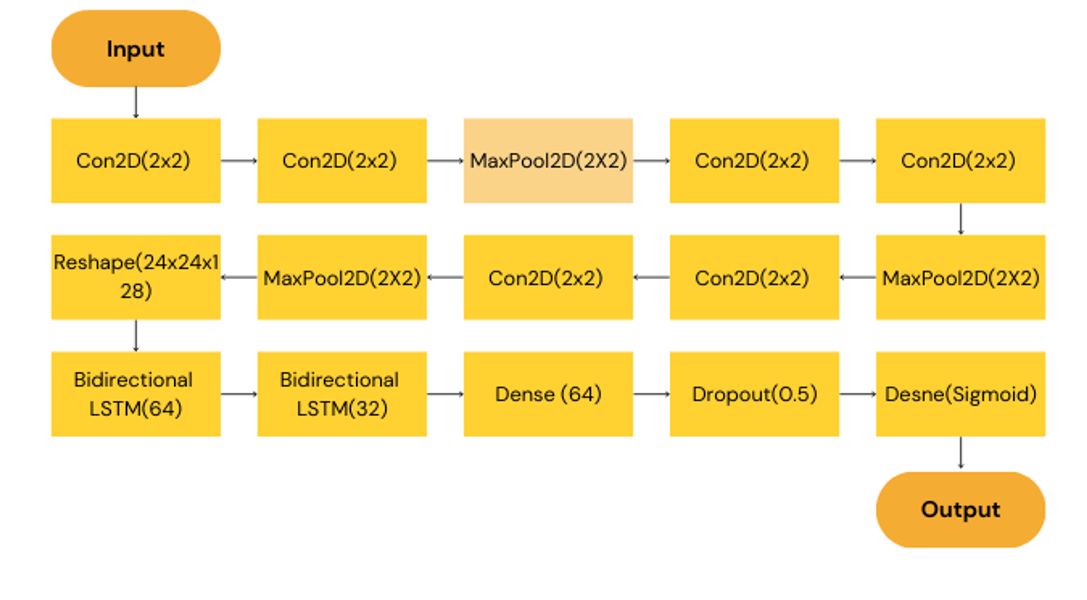 Input
Con2D(2x2)
Con2D(2x2)
MaxPool2D(2X2)
Con2D(2x2)
Con2D(2x2)
MaxPool2D(2X2)
Con2D(2x2)
Con2D(2x2)
MaxPool2D(2X2)
Reshape(24x24x1
28)
Bidirectional
LSTM(64)
Bidirectional
LSTM(32)
Dense (64)
Dropout(0.5)
Desne(Sigmoid)
Output